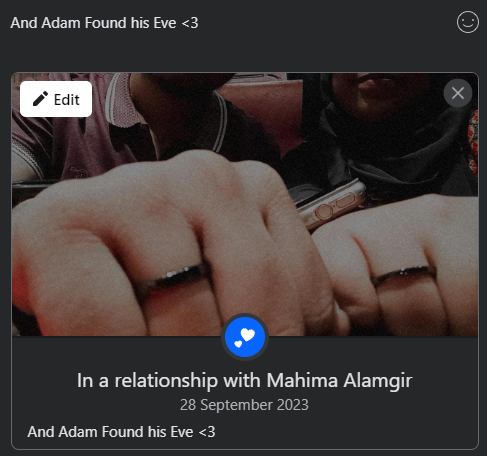 And Adam Found his Eve <3
Edit
In a relationship with Mahima Alamgir
28 September 2023
And Adam Found his Eve <3